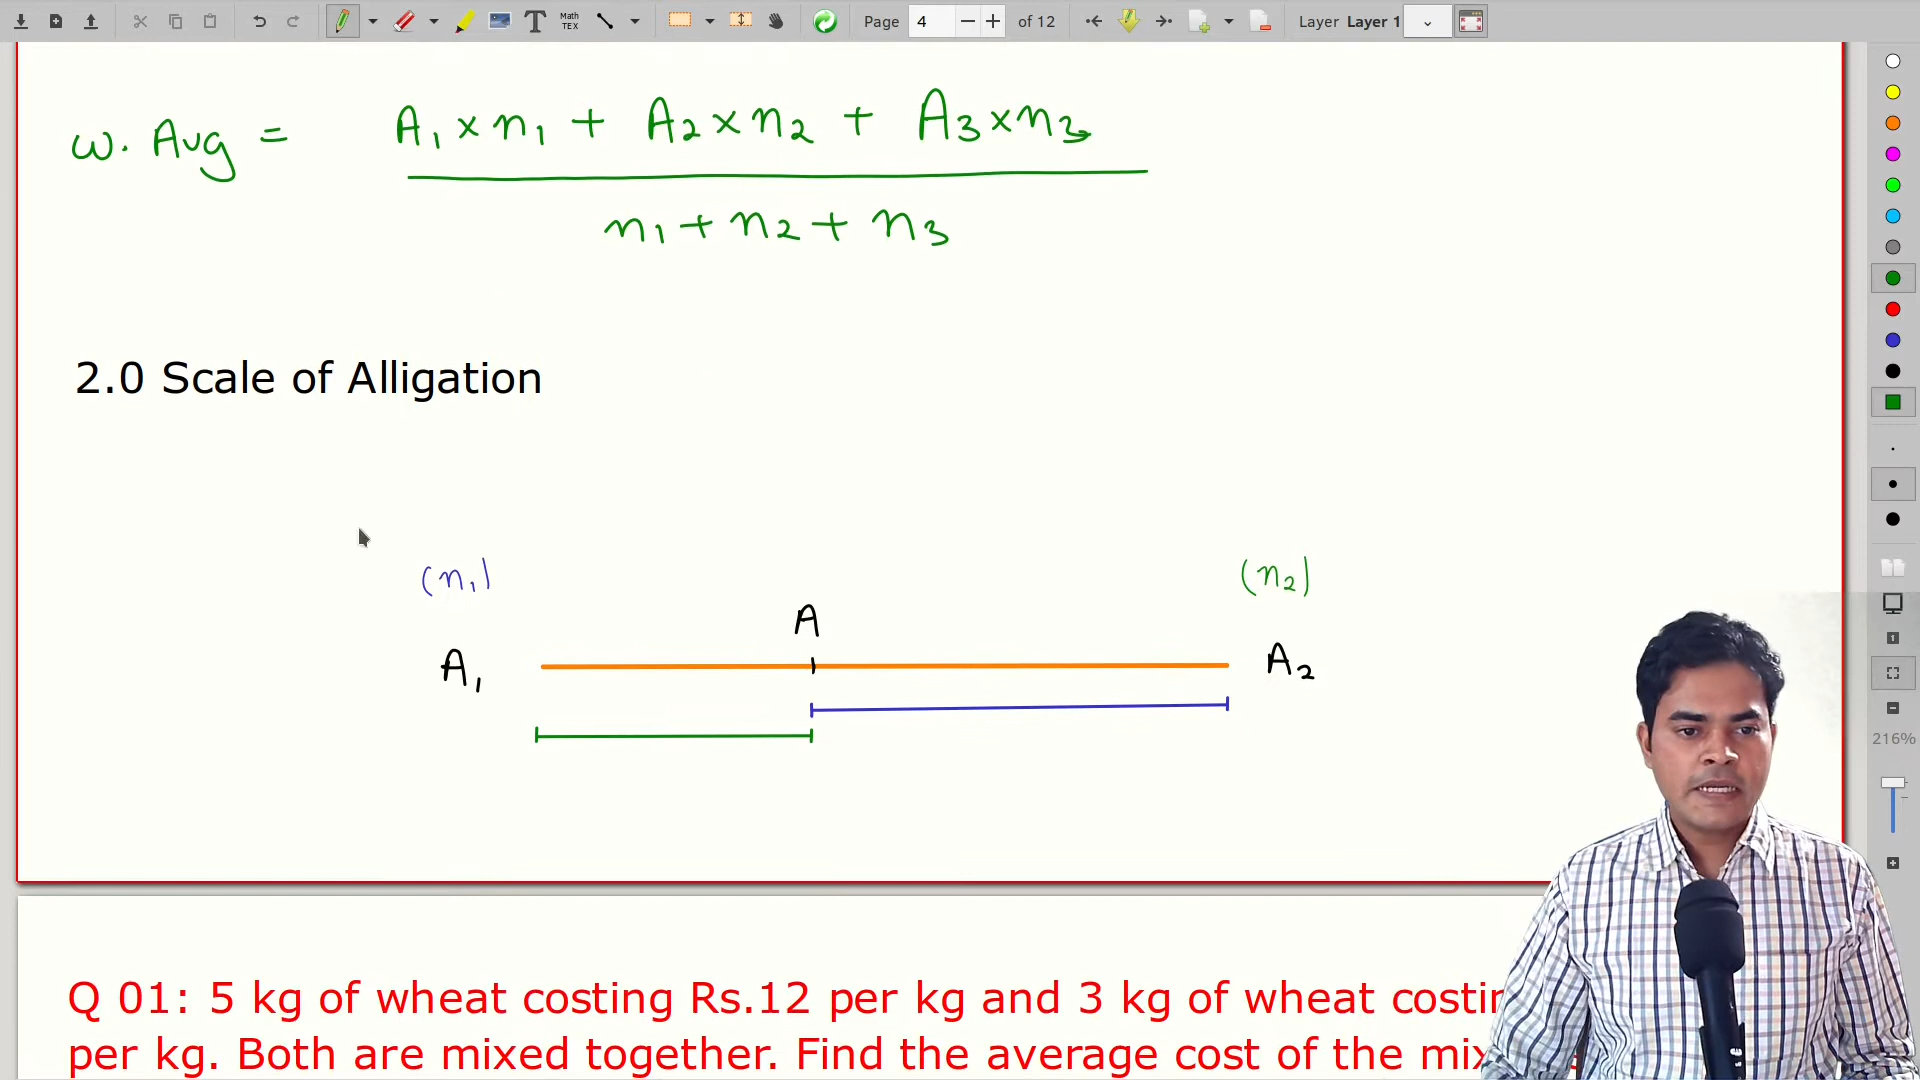 Math
TEX
T
Page 4 of 12 Layer Layer 1
w. Avg = A₁ × n₁ + A₂ × n₂ + A₃ × n₃
n₁ + n₂ + n₃
2.0 Scale of Alligation
(n₁) (n₂)
A
A₁ A₂
216%
Q 01: 5 kg of wheat costing Rs.12 per kg and 3 kg of wheat
per kg. Both are mixed together. Find the average cost of the